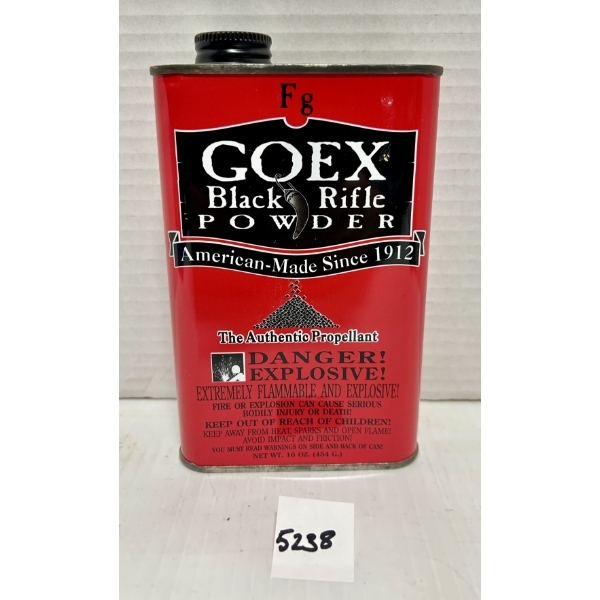 Fg
GOEX
Black Rifle
POWDER
American-Made Since 1912
The Authentic Propellant
DANGER!
EXPLOSIVE!
EXTREMELY FLAMMABLE AND EXPLOSIVE!
FIRE OR EXPLOSION CAN CAUSE SERIOUS
BODILY INJURY OR DEATH!
KEEP OUT OF REACH OF CHILDREN!
KEEP AWAY FROM HEAT, SPARKS AND OPEN FLAME!
AVOID IMPACT AND FRICTION!
YOU MUST READ WARNINGS ON SIDE AND BACK OF CAN!
NET WT. 16 OZ. (454 G.)
5238